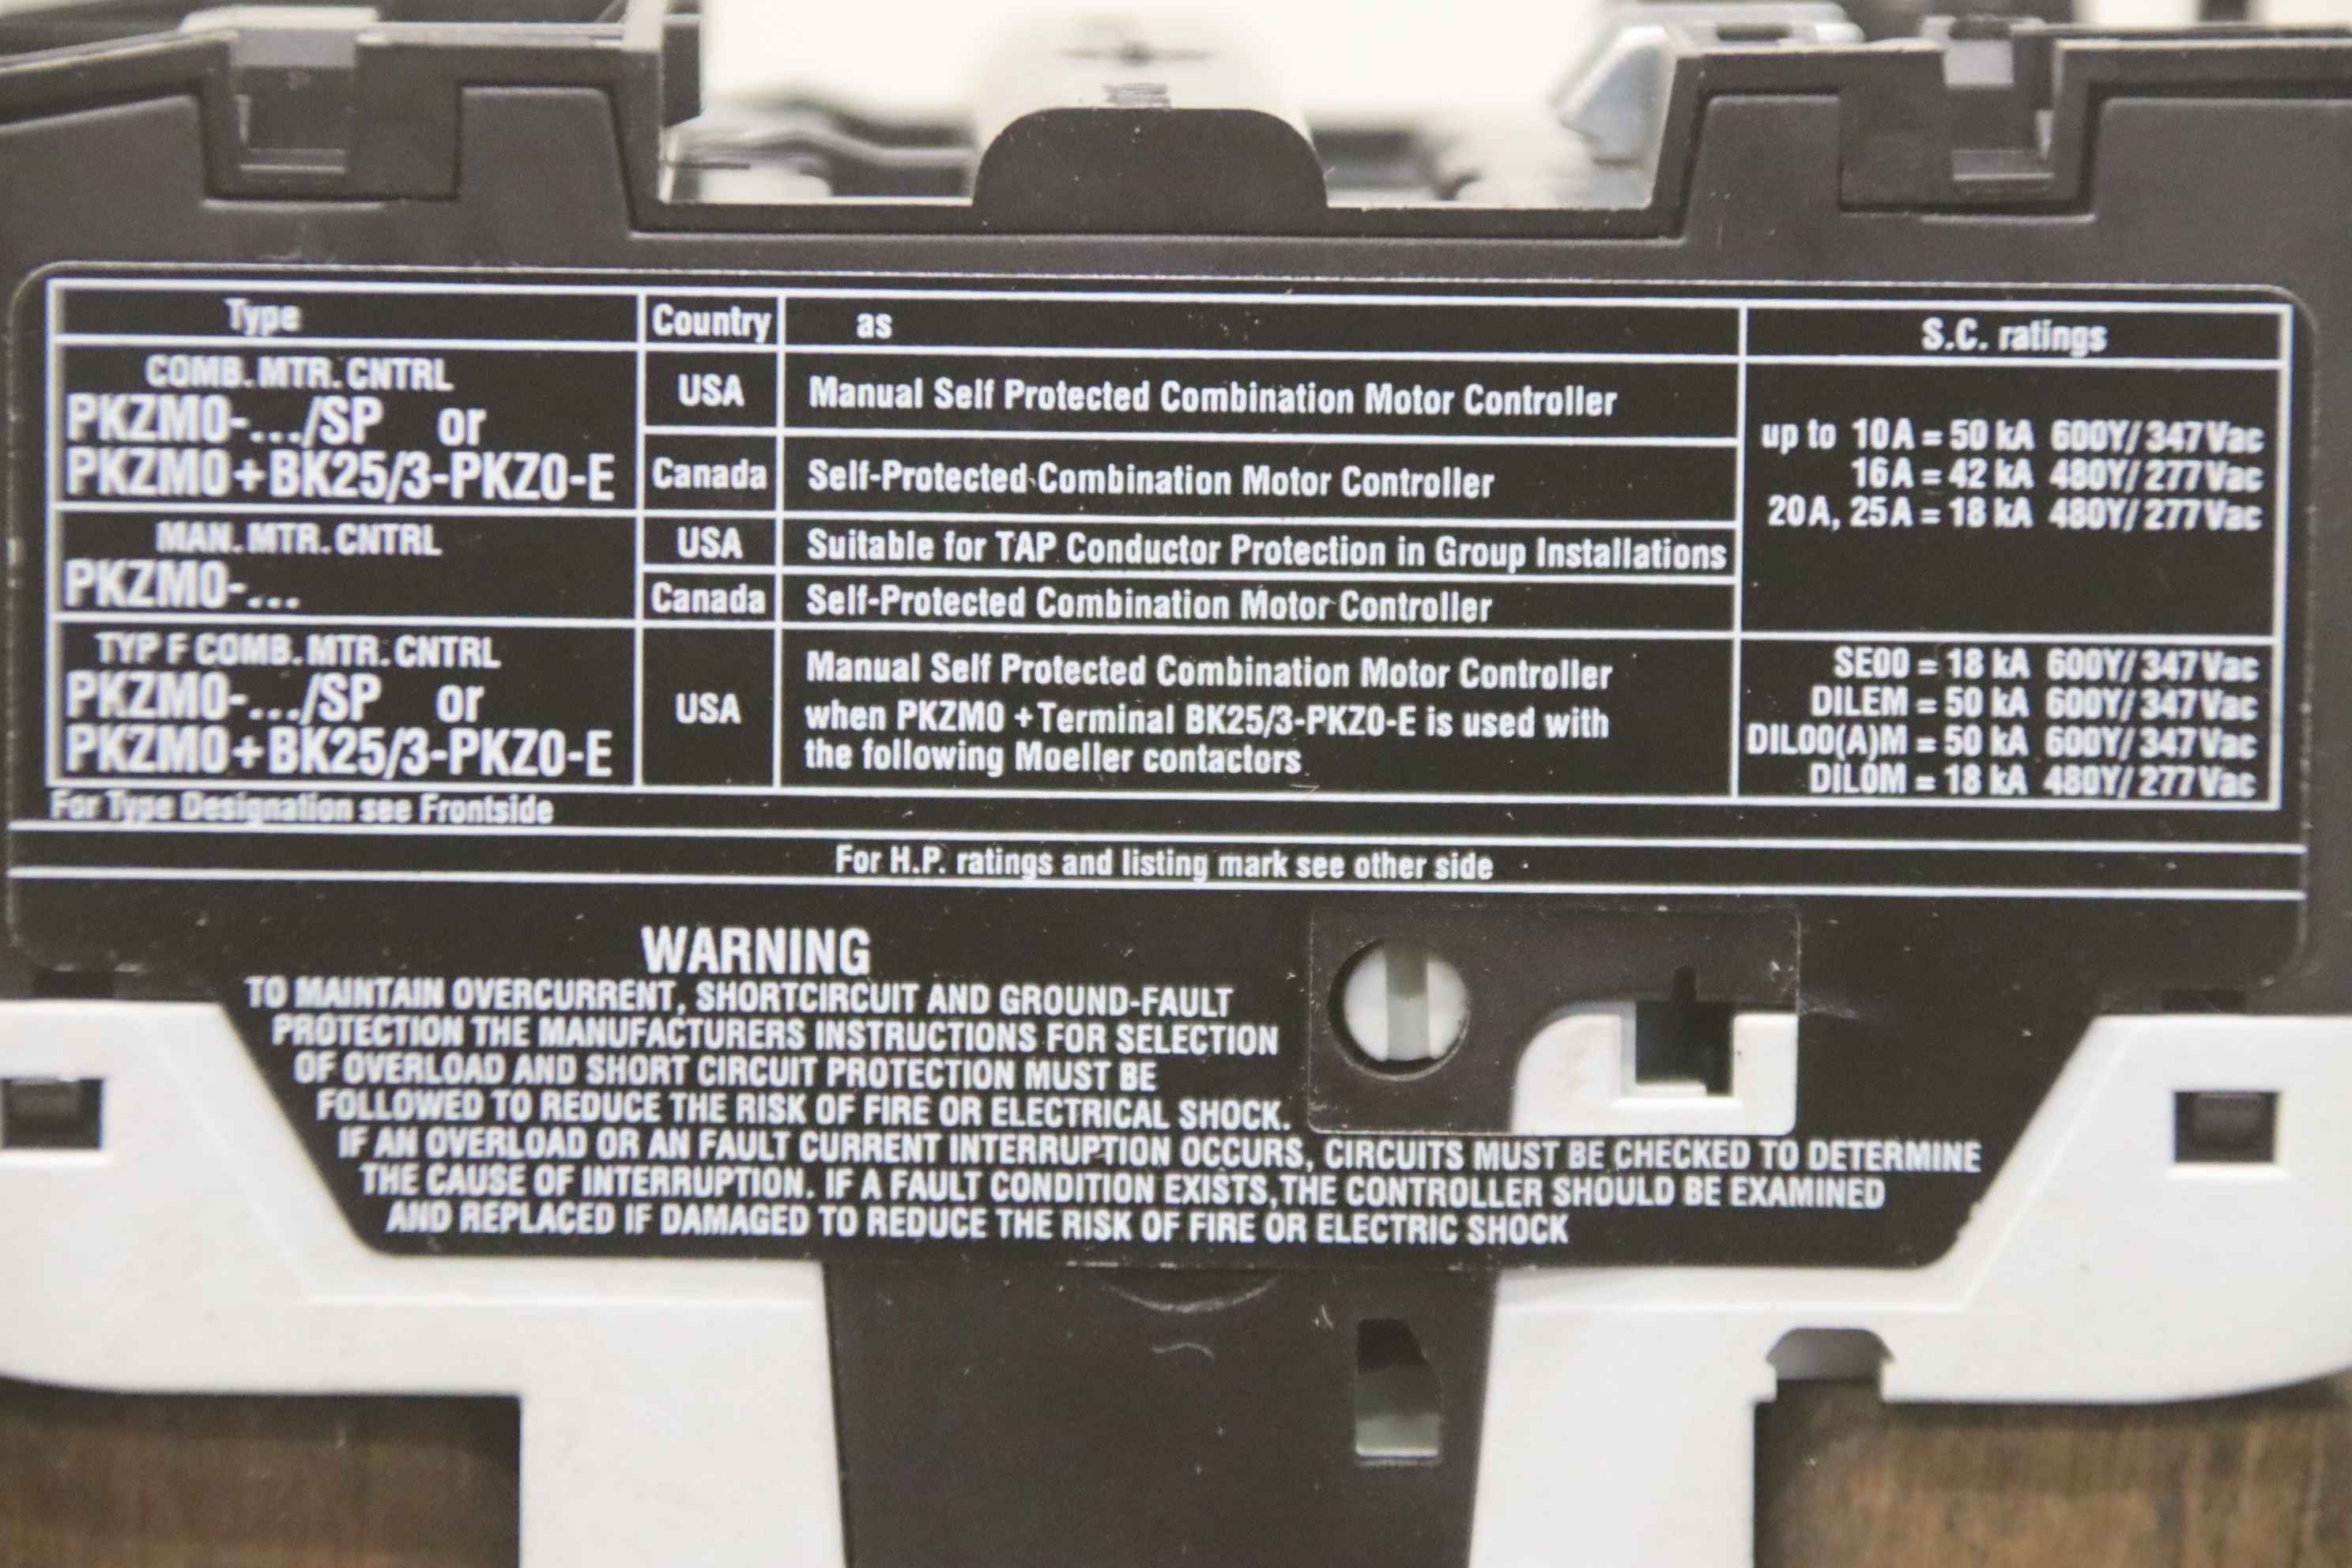 Type Country as S.C. ratings
COMB. MTR. CNTRL
PKZM0-.../SP or
PKZM0+BK25/3-PKZ0-E
USA Manual Self Protected Combination Motor Controller
Canada Self-Protected Combination Motor Controller
up to 10A = 50 kA 600Y/347Vac
16A = 42 kA 480Y/277Vac
20A, 25A = 18 kA 480Y/277Vac
MAN. MTR. CNTRL
PKZM0-...
USA Suitable for TAP Conductor Protection in Group Installations
Canada Self-Protected Combination Motor Controller
TYP F COMB. MTR. CNTRL
PKZM0-.../SP or
PKZM0+BK25/3-PKZ0-E
USA
Manual Self Protected Combination Motor Controller
when PKZM0 +Terminal BK25/3-PKZ0-E is used with
the following Moeller contactors
SE00 = 18 kA 600Y/347Vac
DILEM = 50 kA 600Y/347Vac
DIL00(A)M = 50 kA 600Y/347Vac
DIL0M = 18 kA 480Y/277Vac
For Type Designation see Frontside
For H.P. ratings and listing mark see other side
WARNING
TO MAINTAIN OVERCURRENT, SHORTCIRCUIT AND GROUND-FAULT
PROTECTION THE MANUFACTURERS INSTRUCTIONS FOR SELECTION
OF OVERLOAD AND SHORT CIRCUIT PROTECTION MUST BE
FOLLOWED TO REDUCE THE RISK OF FIRE OR ELECTRICAL SHOCK.
IF AN OVERLOAD OR AN FAULT CURRENT INTERRUPTION OCCURS, CIRCUITS MUST BE CHECKED TO DETERMINE
THE CAUSE OF INTERRUPTION. IF A FAULT CONDITION EXISTS, THE CONTROLLER SHOULD BE EXAMINED
AND REPLACED IF DAMAGED TO REDUCE THE RISK OF FIRE OR ELECTRIC SHOCK